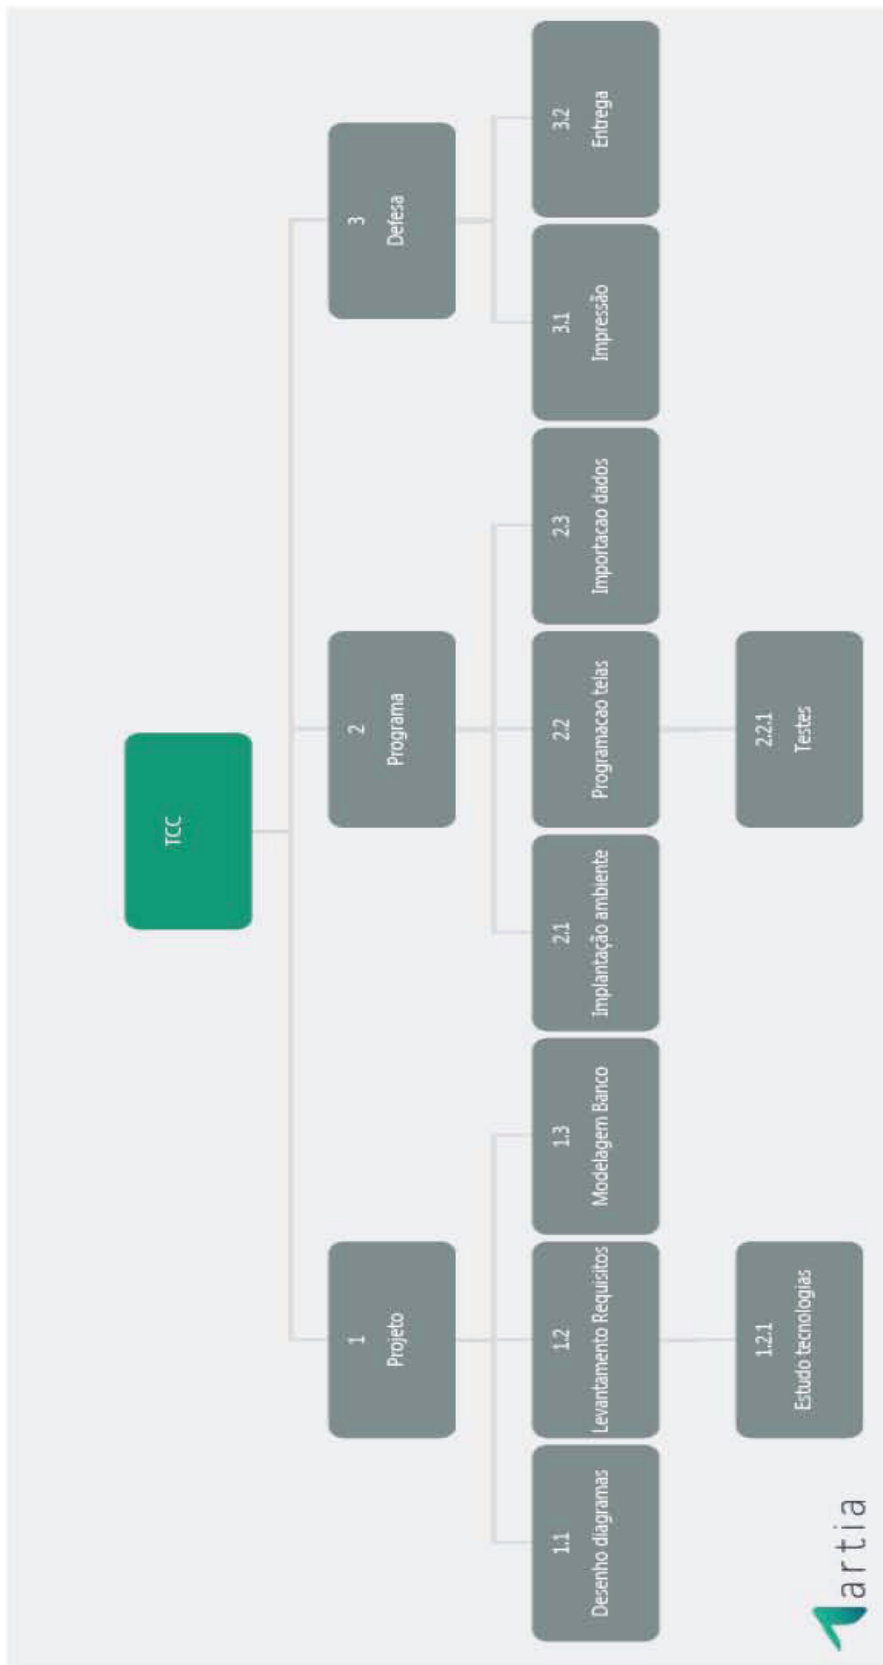 TCC
1
Projeto
2
Programa
3
Defesa
1.1
Desenho diagramas
1.2
Levantamento Requisitos
1.3
Modelagem Banco
2.1
Implantação ambiente
2.2
Programacao telas
2.3
Importacao dados
3.1
Impressão
3.2
Entrega
1.2.1
Estudo tecnologias
2.2.1
Testes
artia